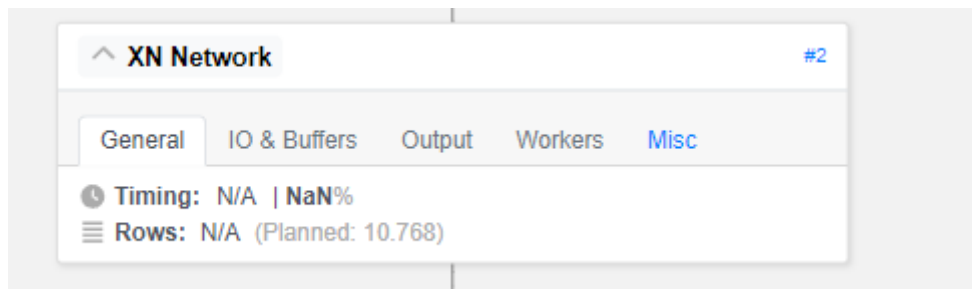 XN Network #2
General IO & Buffers Output Workers Misc
Timing: N/A | NaN%
Rows: N/A (Planned: 10.768)